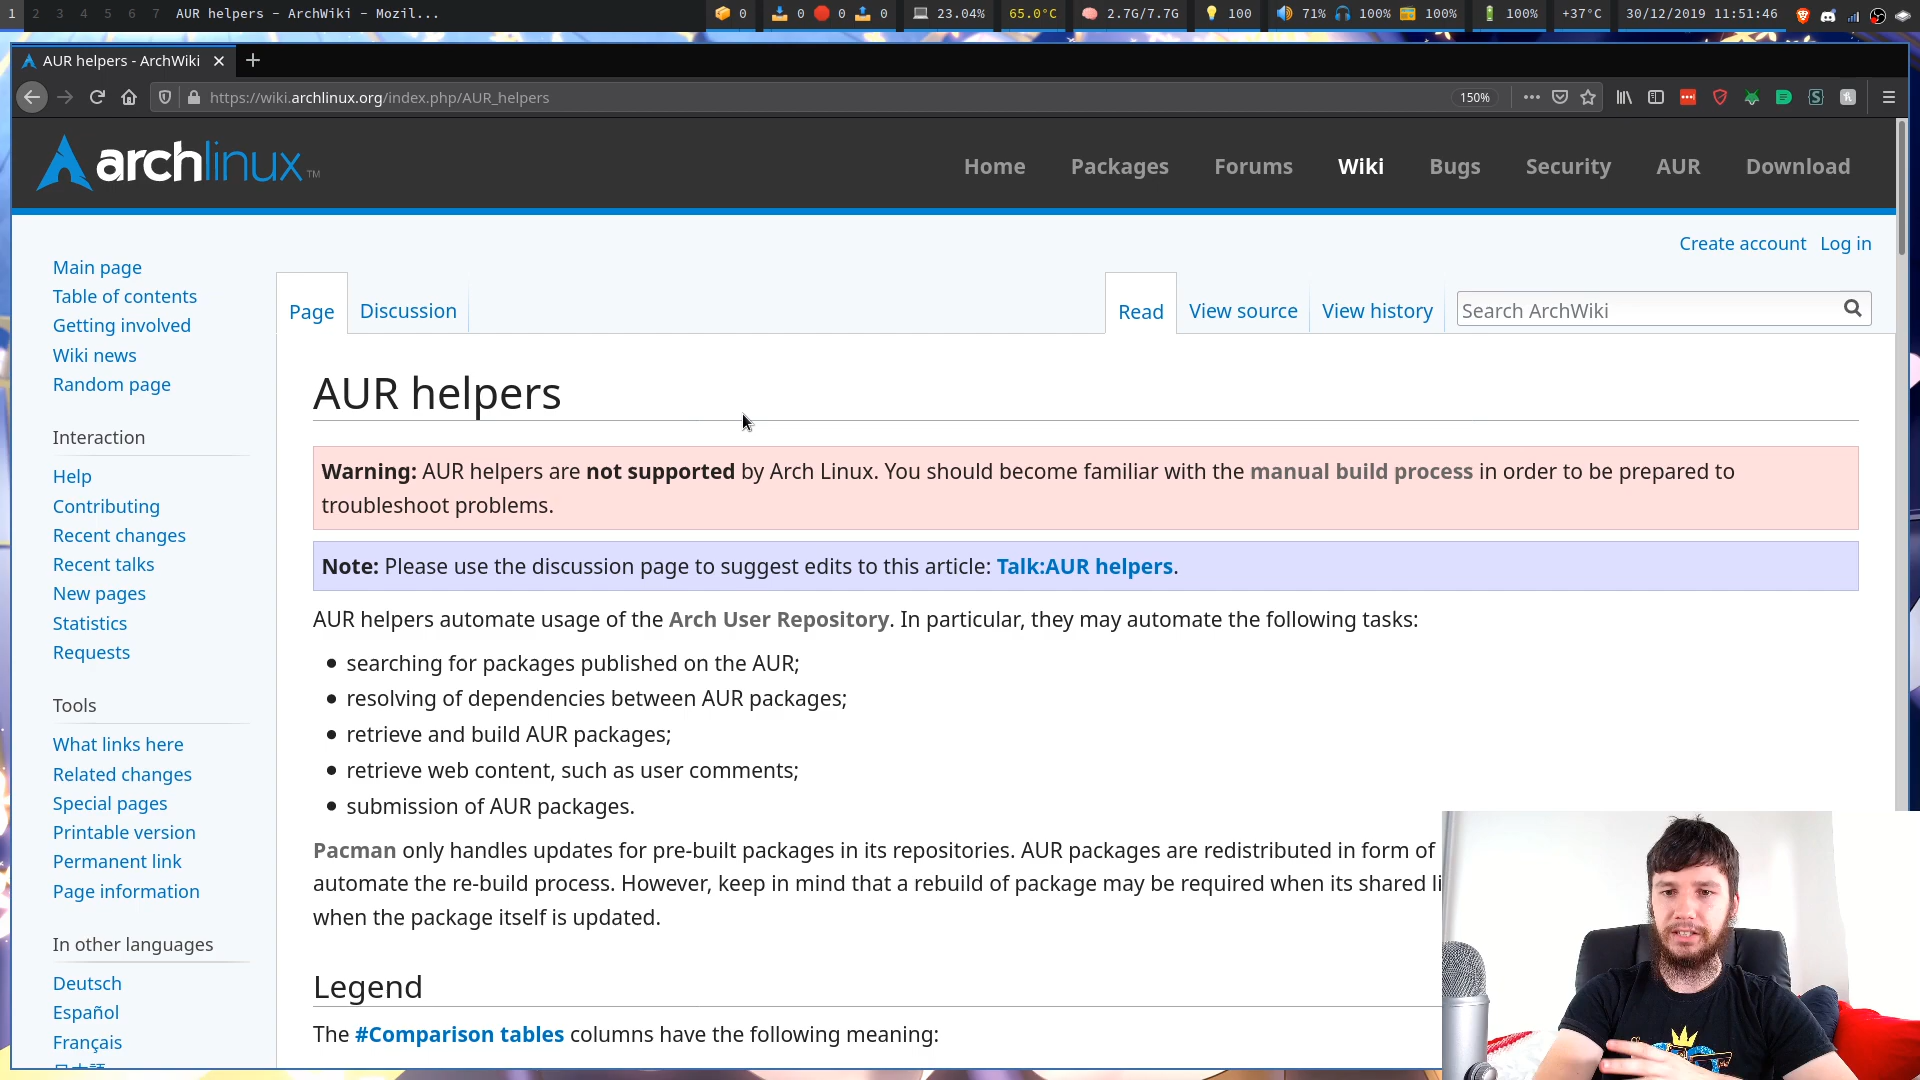 1 2 3 4 5 6 7 AUR helpers - ArchWiki - Mozil... 0 0 0 0 23.04% 65.0°C 2.7G/7.7G 100 71% 100% 100% 100% +37°C 30/12/2019 11:51:46
AUR helpers - ArchWiki
https://wiki.archlinux.org/index.php/AUR_helpers 150%
archlinux TM
Home Packages Forums Wiki Bugs Security AUR Download
Create account Log in
Page Discussion Read View source View history Search ArchWiki
Main page
Table of contents
Getting involved
Wiki news
Random page
Interaction
Help
Contributing
Recent changes
Recent talks
New pages
Statistics
Requests
Tools
What links here
Related changes
Special pages
Printable version
Permanent link
Page information
In other languages
Deutsch
Español
Français
AUR helpers
Warning: AUR helpers are not supported by Arch Linux. You should become familiar with the manual build process in order to be prepared to
troubleshoot problems.
Note: Please use the discussion page to suggest edits to this article: Talk:AUR helpers.
AUR helpers automate usage of the Arch User Repository. In particular, they may automate the following tasks:
searching for packages published on the AUR;
resolving of dependencies between AUR packages;
retrieve and build AUR packages;
retrieve web content, such as user comments;
submission of AUR packages.
Pacman only handles updates for pre-built packages in its repositories. AUR packages are redistributed in form of
automate the re-build process. However, keep in mind that a rebuild of package may be required when its shared li
when the package itself is updated.
Legend
The #Comparison tables columns have the following meaning: